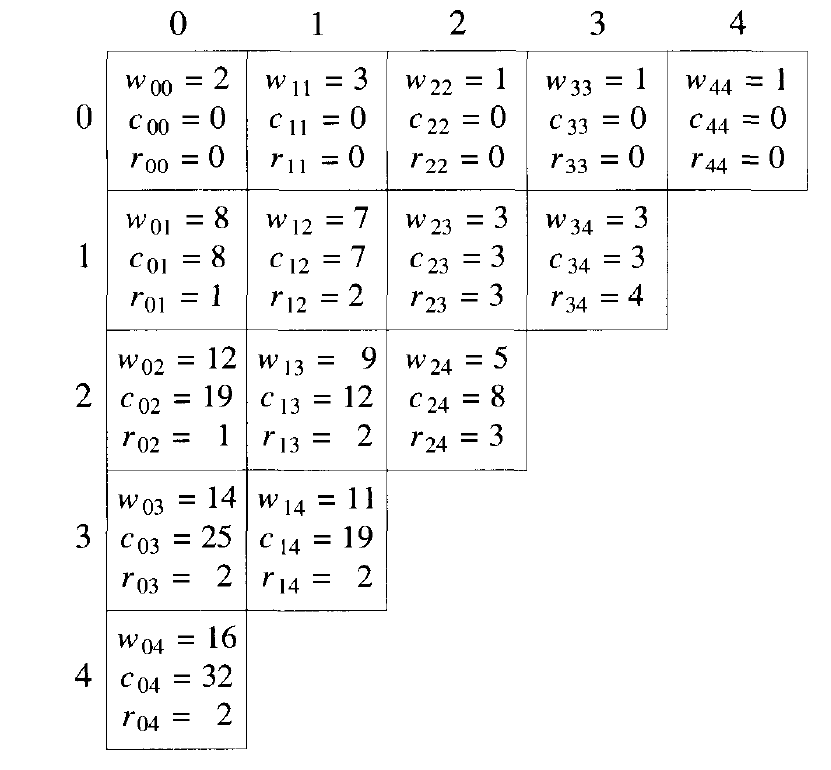 0 1 2 3 4
w00 = 2 w11 = 3 w22 = 1 w33 = 1 w44 = 1
0 c00 = 0 c11 = 0 c22 = 0 c33 = 0 c44 = 0
r00 = 0 r11 = 0 r22 = 0 r33 = 0 r44 = 0
w01 = 8 w12 = 7 w23 = 3 w34 = 3
1 c01 = 8 c12 = 7 c23 = 3 c34 = 3
r01 = 1 r12 = 2 r23 = 3 r34 = 4
w02 = 12 w13 = 9 w24 = 5
2 c02 = 19 c13 = 12 c24 = 8
r02 = 1 r13 = 2 r24 = 3
w03 = 14 w14 = 11
3 c03 = 25 c14 = 19
r03 = 2 r14 = 2
w04 = 16
4 c04 = 32
r04 = 2